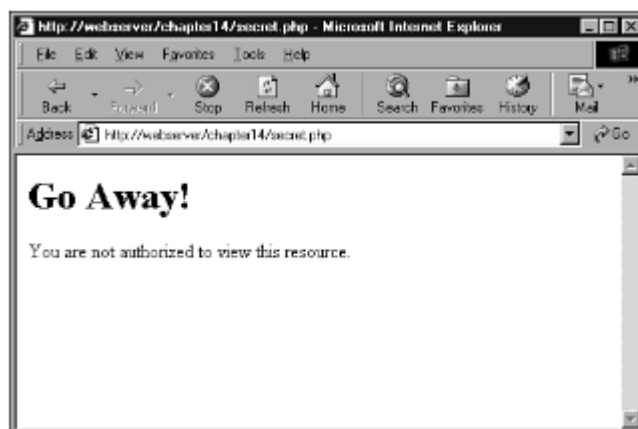 http://webserver/chapter14/secret.php - Microsoft Internet Explorer
File Edit View Favorites Tools Help
Back Forward Stop Refresh Home Search Favorites History Mail
Address http://webserver/chapter14/secret.php Go
Go Away!
You are not authorized to view this resource.